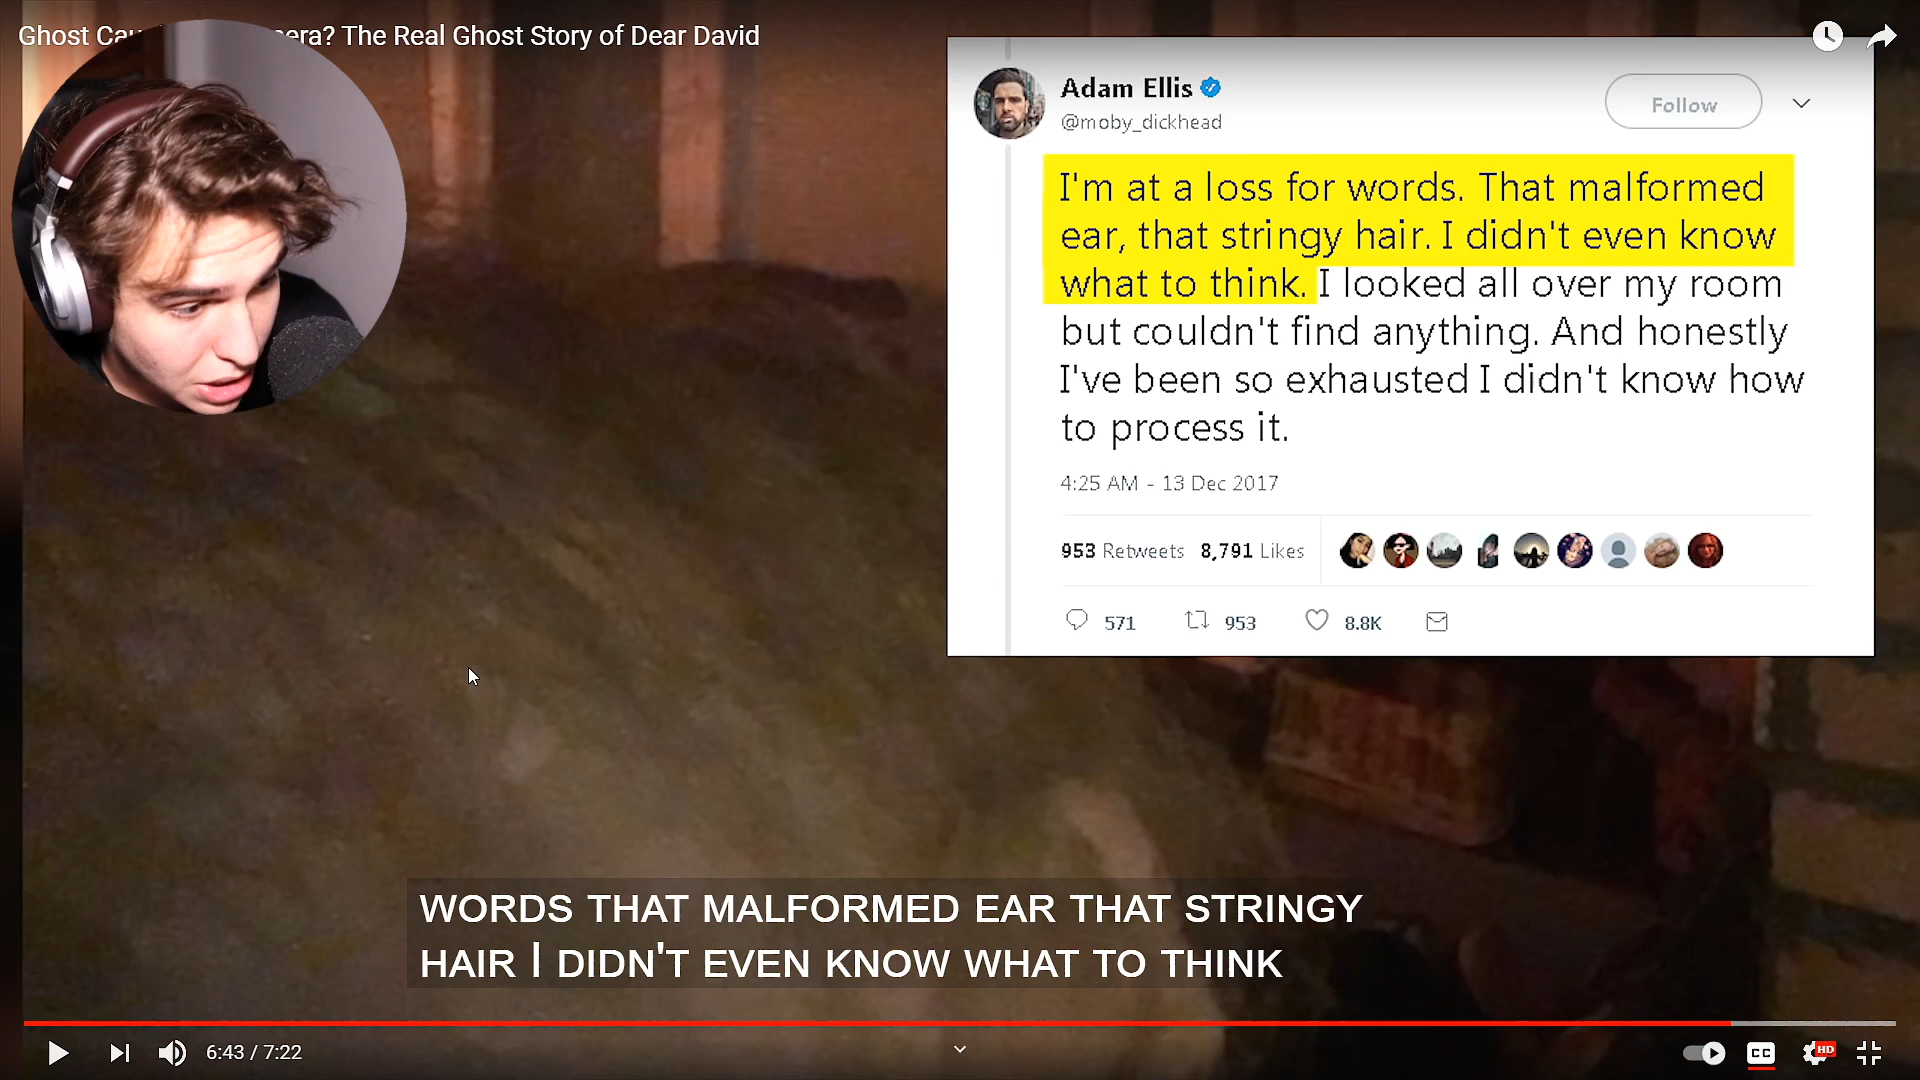 Ghost Ca era? The Real Ghost Story of Dear David
Adam Ellis
@moby_dickhead
Follow
I'm at a loss for words. That malformed
ear, that stringy hair. I didn't even know
what to think. I looked all over my room
but couldn't find anything. And honestly
I've been so exhausted I didn't know how
to process it.
4:25 AM - 13 Dec 2017
953 Retweets 8,791 Likes
571 953 8.8K
WORDS THAT MALFORMED EAR THAT STRINGY
HAIR I DIDN'T EVEN KNOW WHAT TO THINK
6:43 / 7:22
CC
HD